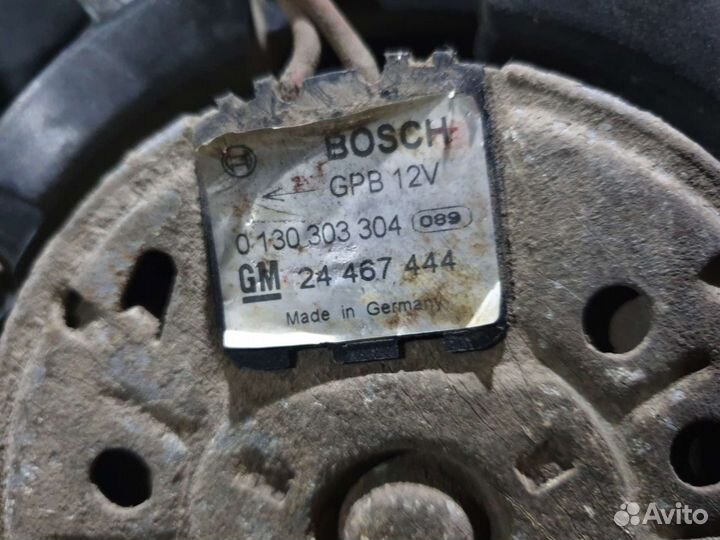 BOSCH
GPB 12V
0 130 303 304 089
GM 24 467 444
Made in Germany
Avito